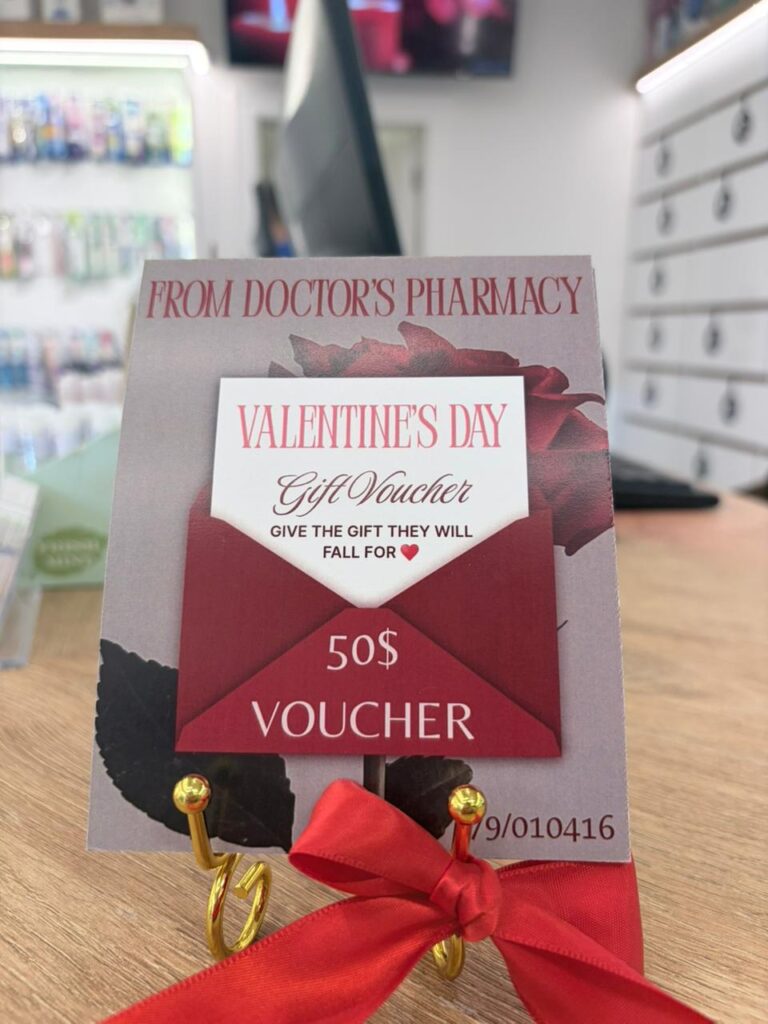 FROM DOCTOR'S PHARMACY
VALENTINE'S DAY
Gift Voucher
GIVE THE GIFT THEY WILL
FALL FOR ❤️
50$
VOUCHER
9/010416